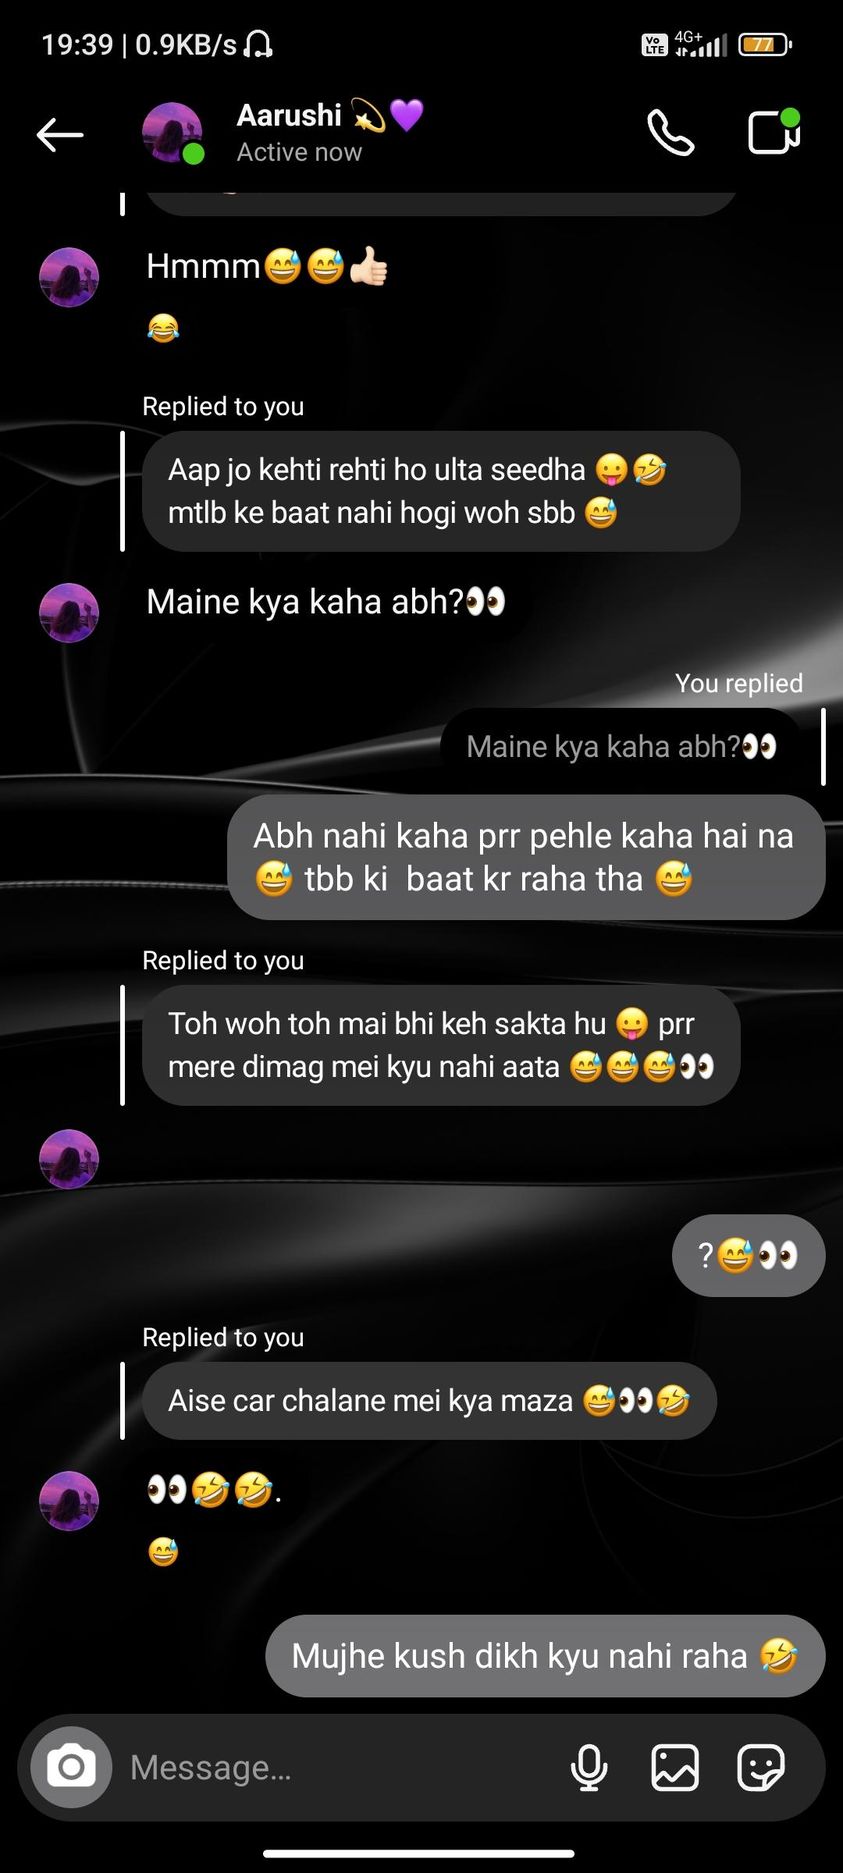 19:39 | 0.9KB/s
Vo LTE 4G+ 77
Aarushi 💫💜
Active now
Hmmm😅😅👍🏻
😂
Replied to you
Aap jo kehti rehti ho ulta seedha 😛🤣
mtlb ke baat nahi hogi woh sbb 😅
Maine kya kaha abh?👀
You replied
Maine kya kaha abh?👀
Abh nahi kaha prr pehle kaha hai na
😅 tbb ki  baat kr raha tha 😅
Replied to you
Toh woh toh mai bhi keh sakta hu 😛 prr
mere dimag mei kyu nahi aata 😅😅😅👀
?😅👀
Replied to you
Aise car chalane mei kya maza 😅👀🤣
👀🤣🤣.
😅
Mujhe kush dikh kyu nahi raha 🤣
Message...